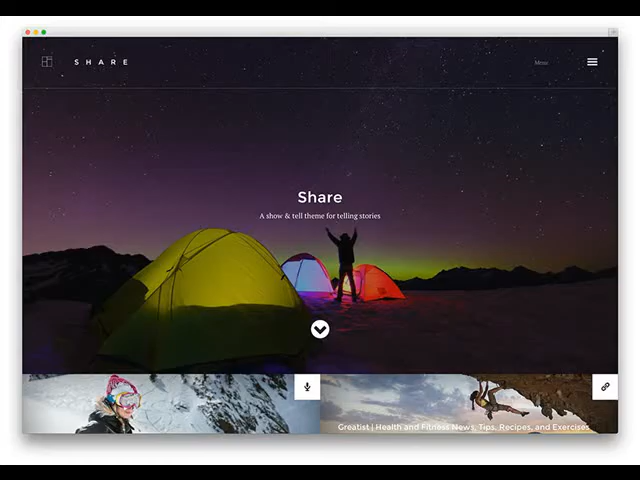 SHARE
Menu
Share
A show & tell theme for telling stories
Greatist | Health and Fitness News, Tips, Recipes, and Exercises